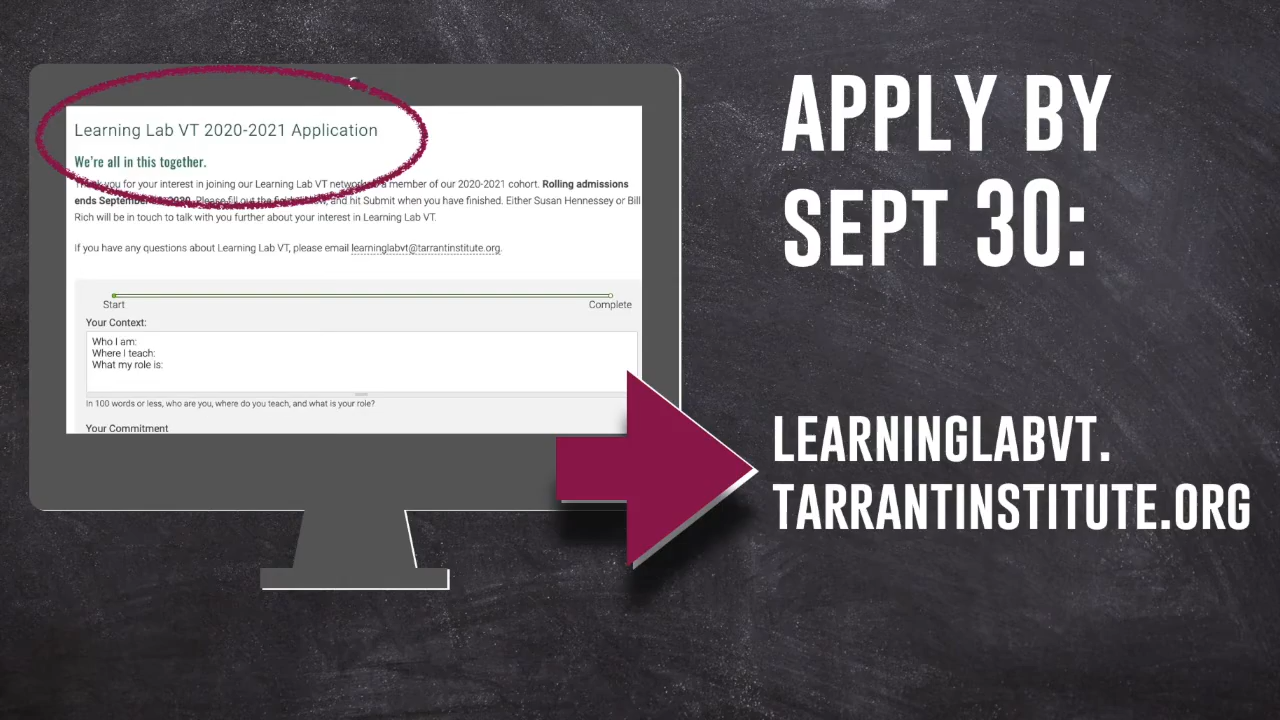 Learning Lab VT 2020-2021 Application
We're all in this together.
Thank you for your interest in joining our Learning Lab VT network a member of our 2020-2021 cohort. Rolling admissions
ends September 2020. Please fill out the and hit Submit when you have finished. Either Susan Hennessey or Bill
Rich will be in touch to talk with you further about your interest in Learning Lab VT.
If you have any questions about Learning Lab VT, please email learninglabvt@tarrantinstitute.org.
Start Complete
Your Context:
Who I am:
Where I teach:
What my role is:
In 100 words or less, who are you, where do you teach, and what is your role?
Your Commitment
APPLY BY
SEPT 30:
LEARNINGLABVT.
TARRANTINSTITUTE.ORG